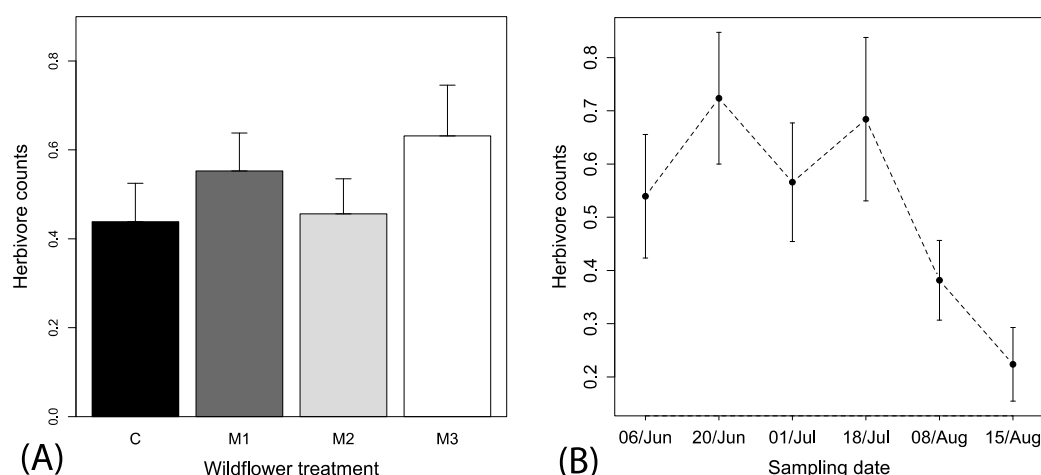 0.8
0.6
0.4
0.2
0.0
Herbivore counts
C M1 M2 M3
Wildflower treatment
(A)
0.8
0.7
0.6
0.5
0.4
0.3
0.2
Herbivore counts
06/Jun 20/Jun 01/Jul 18/Jul 08/Aug 15/Aug
Sampling date
(B)